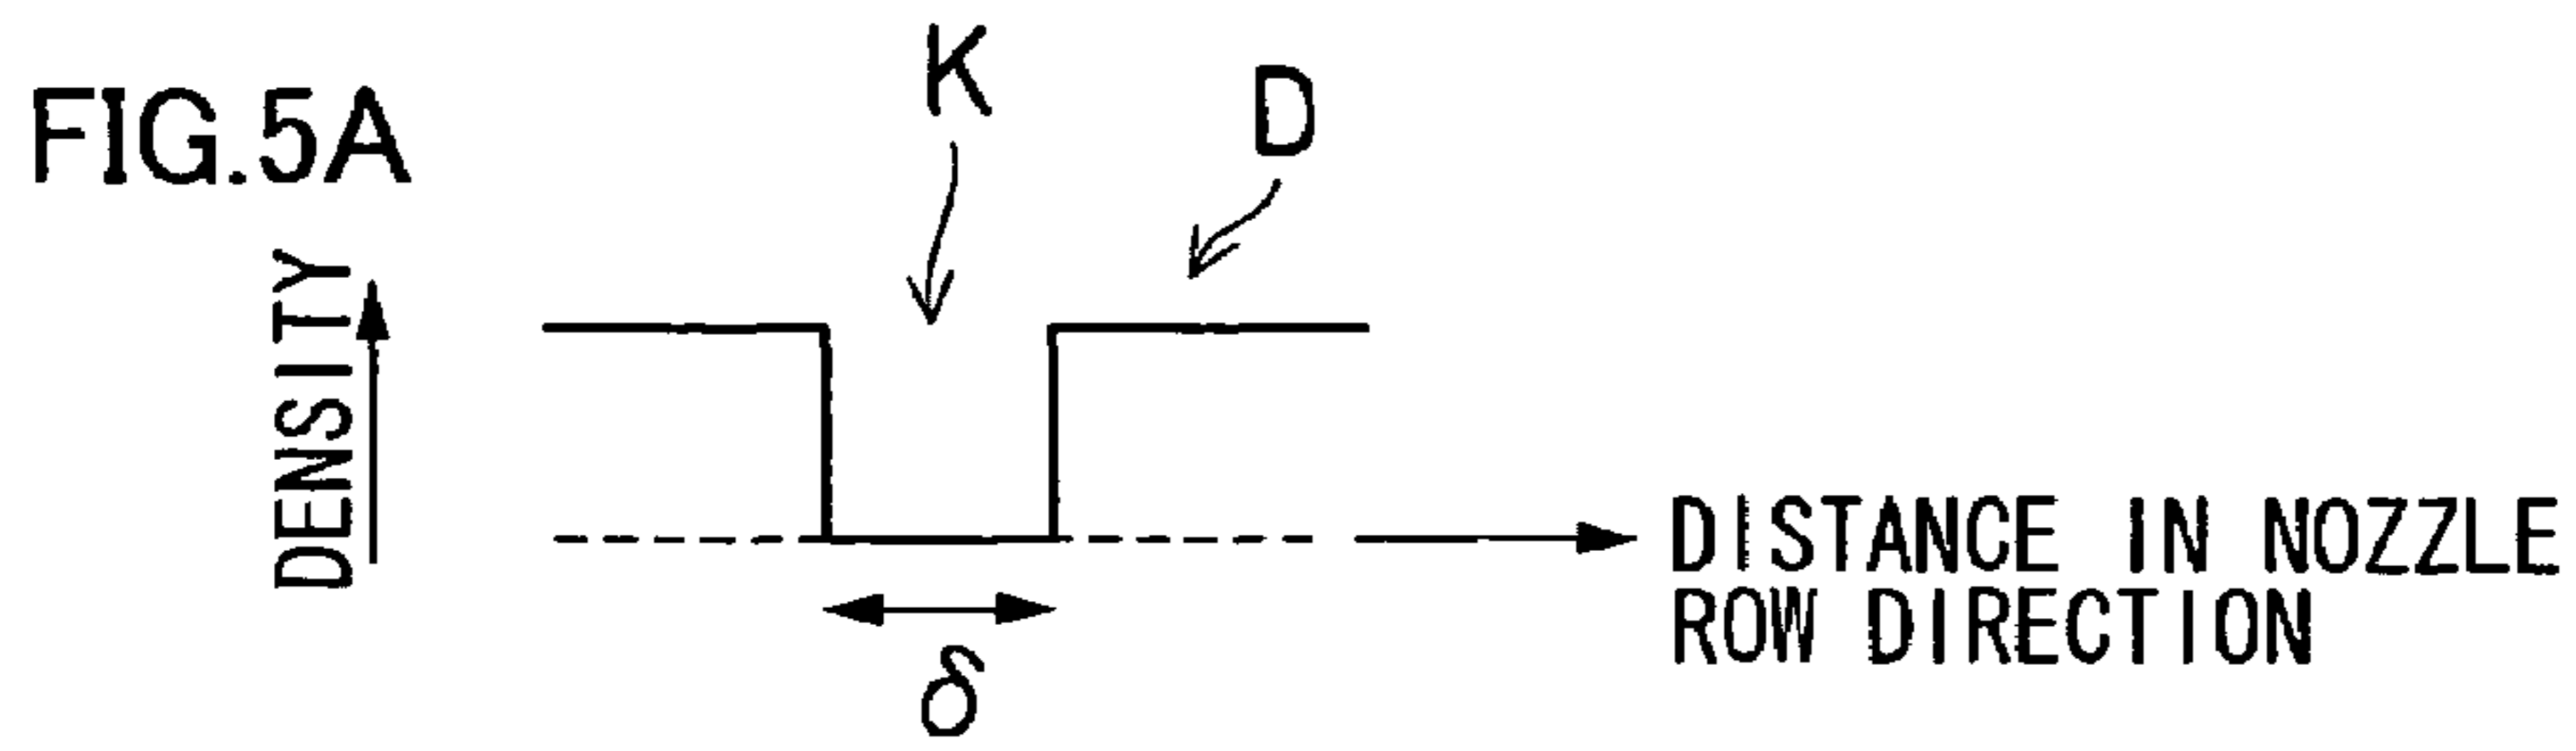 FIG.5A
K
D
DENSITY
DISTANCE IN NOZZLE
ROW DIRECTION
δ